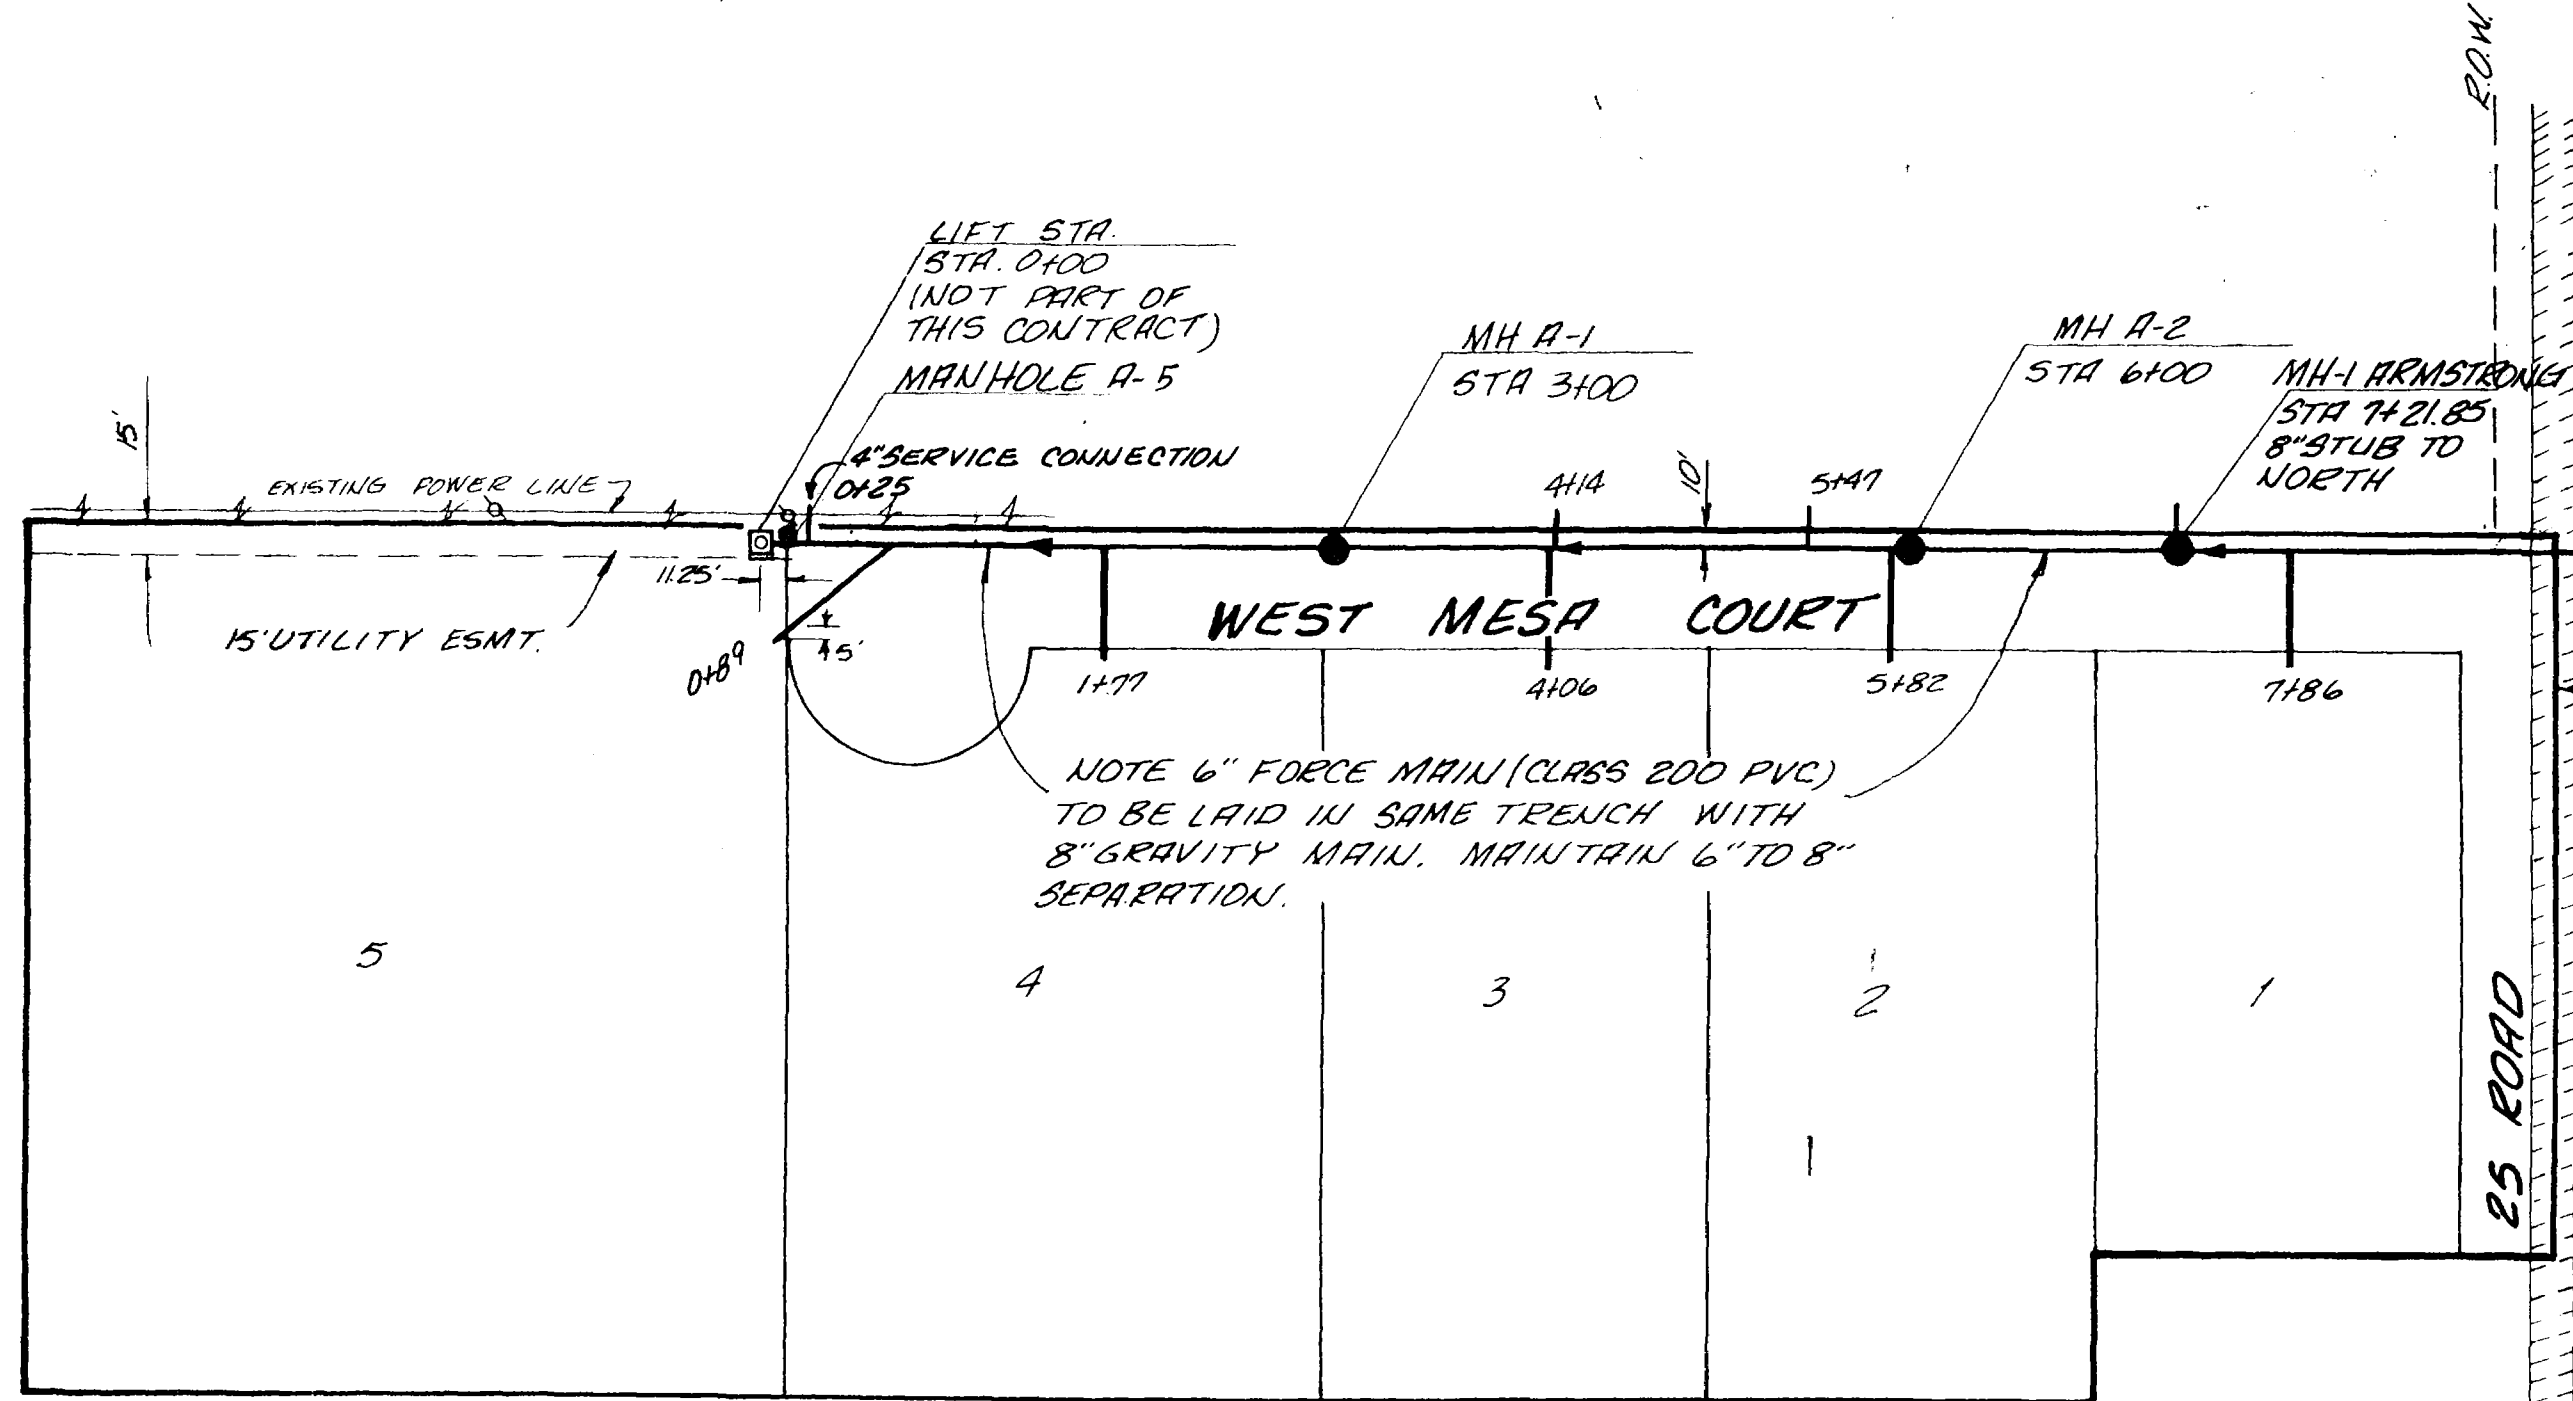 R.O.W.
LIFT STA.
STA. 0+00
(NOT PART OF
THIS CONTRACT)
MANHOLE A-5
4" SERVICE CONNECTION
0+25
MH A-1
STA 3+00
MH A-2
STA 6+00
MH-1 ARMSTRONG
STA 7+21.85
8" STUB TO
NORTH
15'
EXISTING POWER LINE
4+14
10'
5+47
11.25'
15' UTILITY ESMT.
0+89
5'
WEST MESA COURT
1+77
4+06
5+82
7+86
NOTE 6" FORCE MAIN (CLASS 200 PVC)
TO BE LAID IN SAME TRENCH WITH
8" GRAVITY MAIN. MAINTAIN 6" TO 8"
SEPARATION.
5
4
3
2
1
25 ROAD